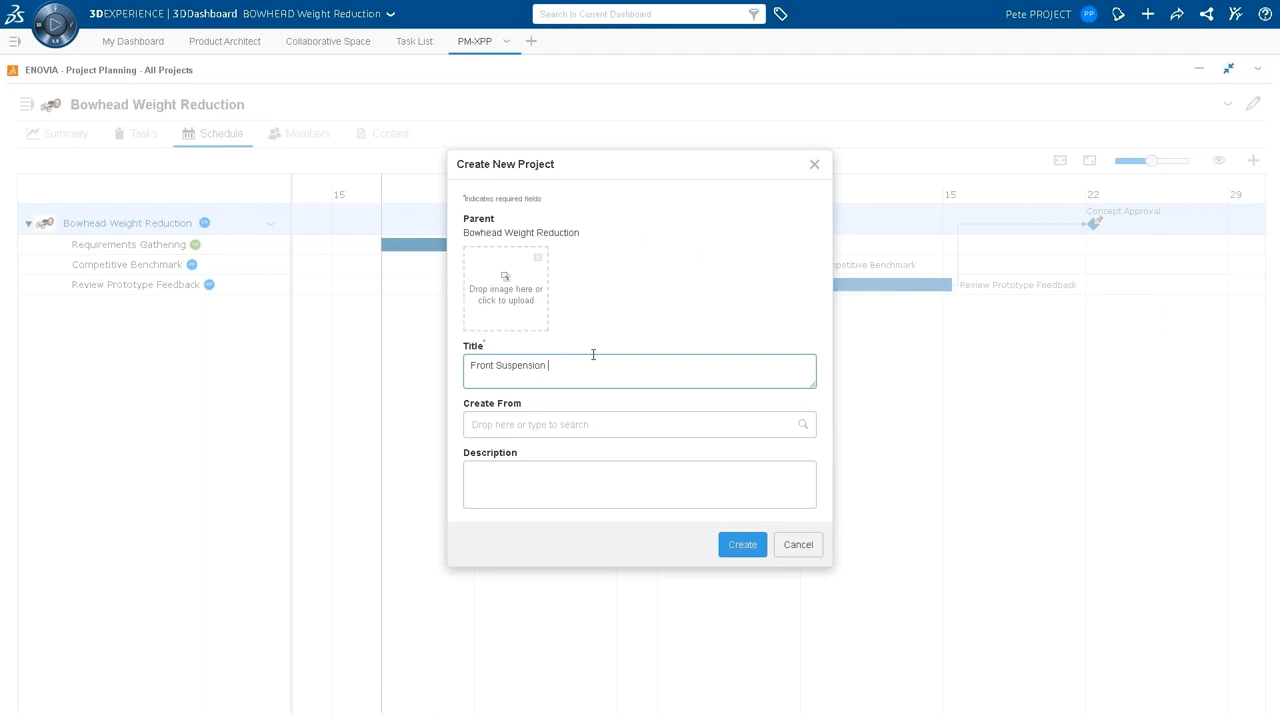 3DEXPERIENCE | 3DDashboard BOWHEAD Weight Reduction
Search In Current Dashboard
Pete PROJECT PP
My Dashboard
Product Architect
Collaborative Space
Task List
PM-XPP
ENOVIA - Project Planning - All Projects
Bowhead Weight Reduction
Summary
Tasks
Schedule
Members
Content
Create New Project
15
15
22
29
*Indicates required fields
Parent
Bowhead Weight Reduction
Concept Approval
Bowhead Weight Reduction
Requirements Gathering
Competitive Benchmark
petitive Benchmark
Review Prototype Feedback
Review Prototype Feedback
Drop image here or
click to upload
Title*
Front Suspension
Create From
Drop here or type to search...
Description
Create
Cancel